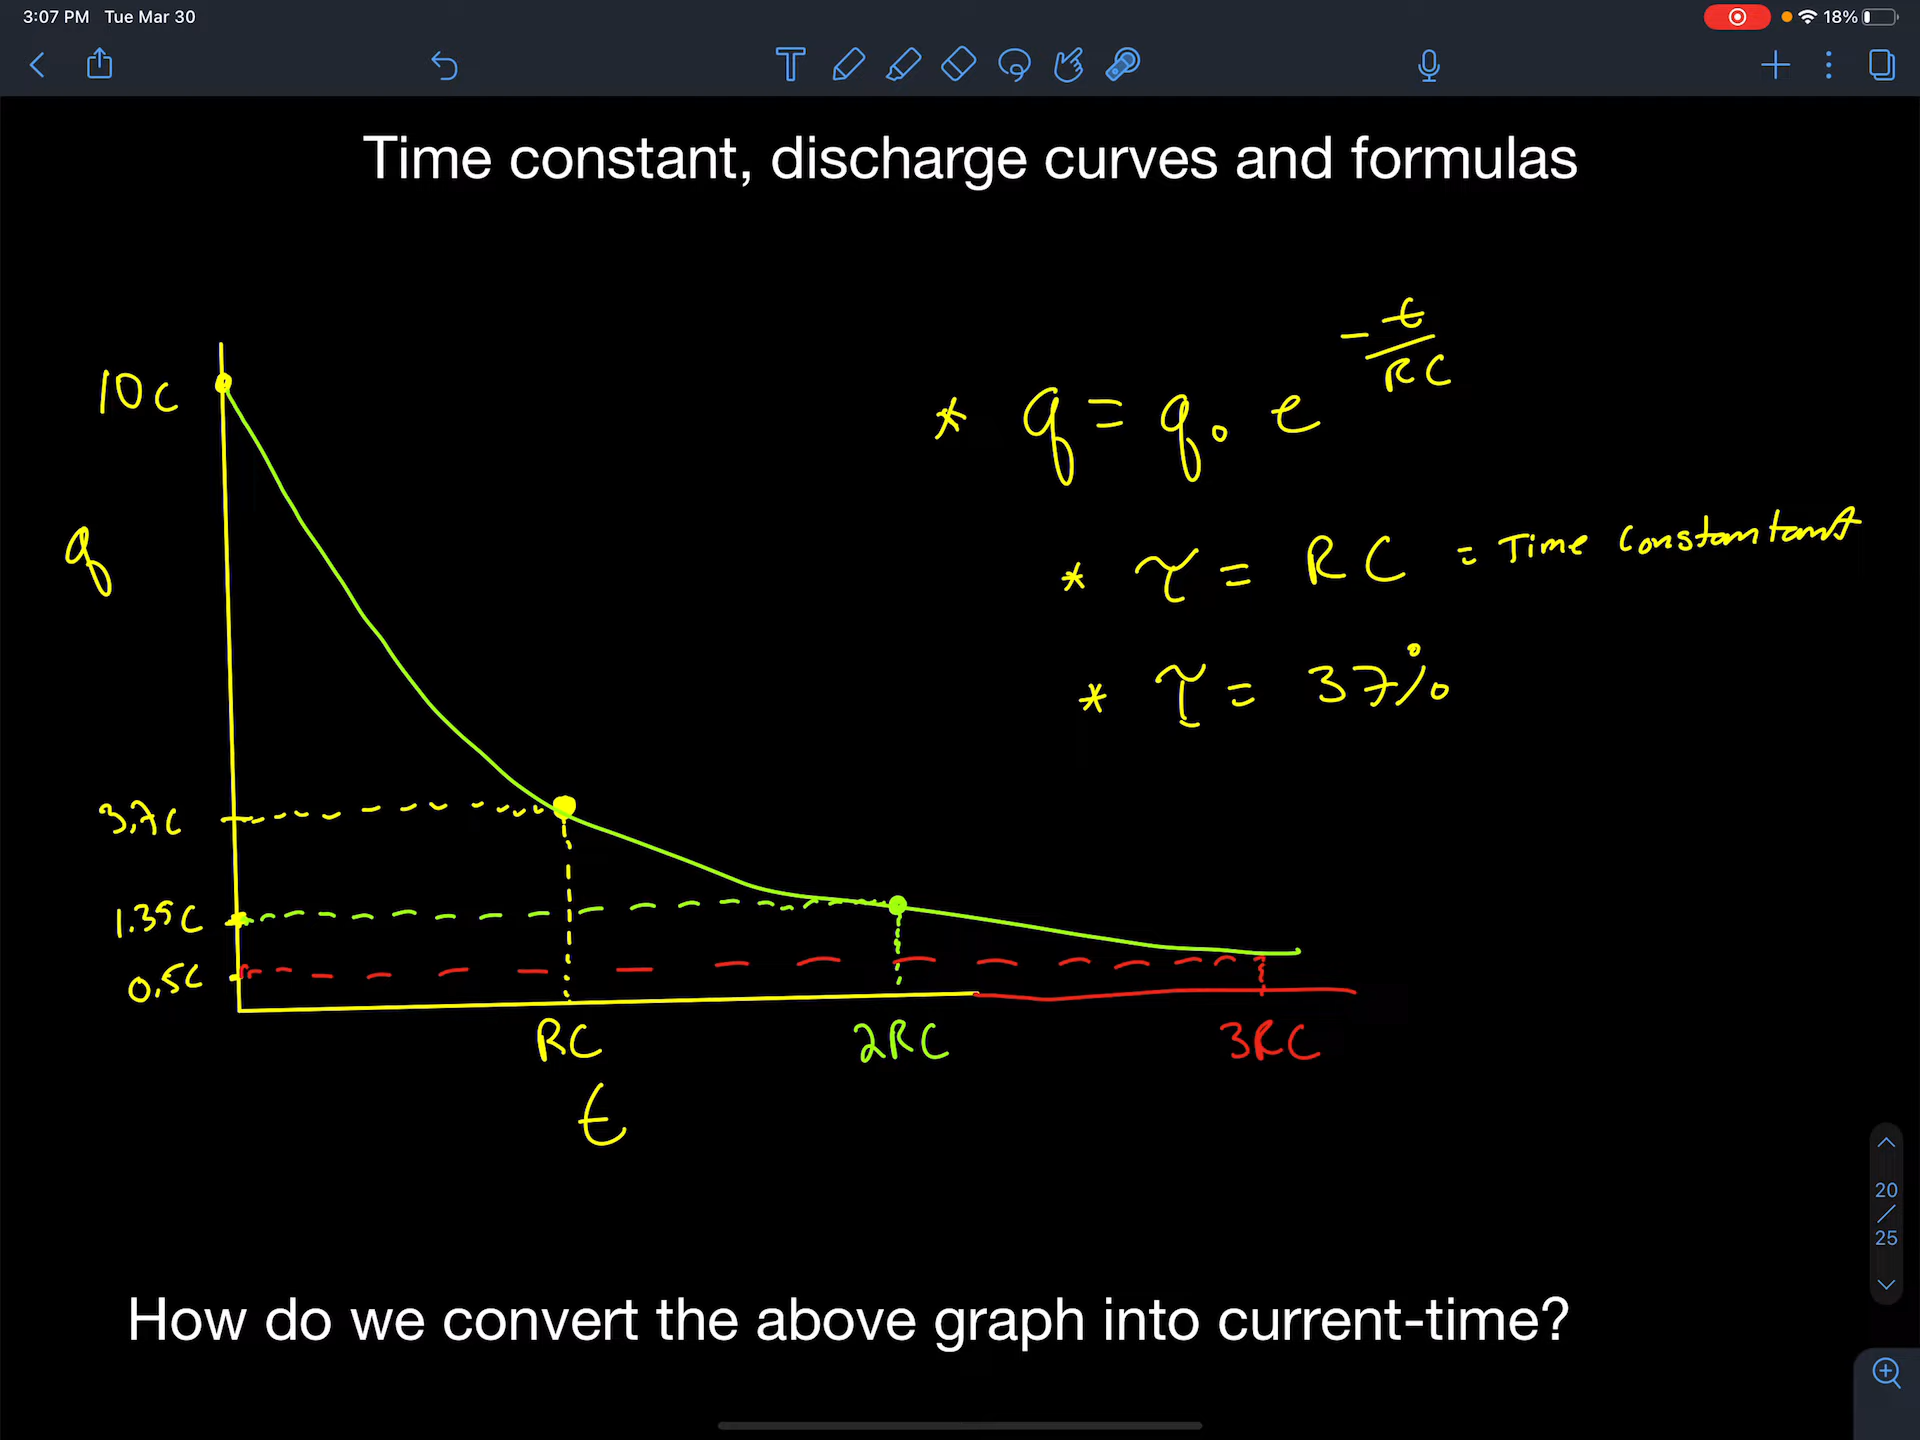 3:07 PM Tue Mar 30
18%
Time constant, discharge curves and formulas
* q = q₀ e^(-t/RC)
* τ = RC = Time constantant
* τ = 37%
10C
q
3.7C
1.35C
0.5C
RC
2RC
3RC
t
20
/
25
How do we convert the above graph into current-time?